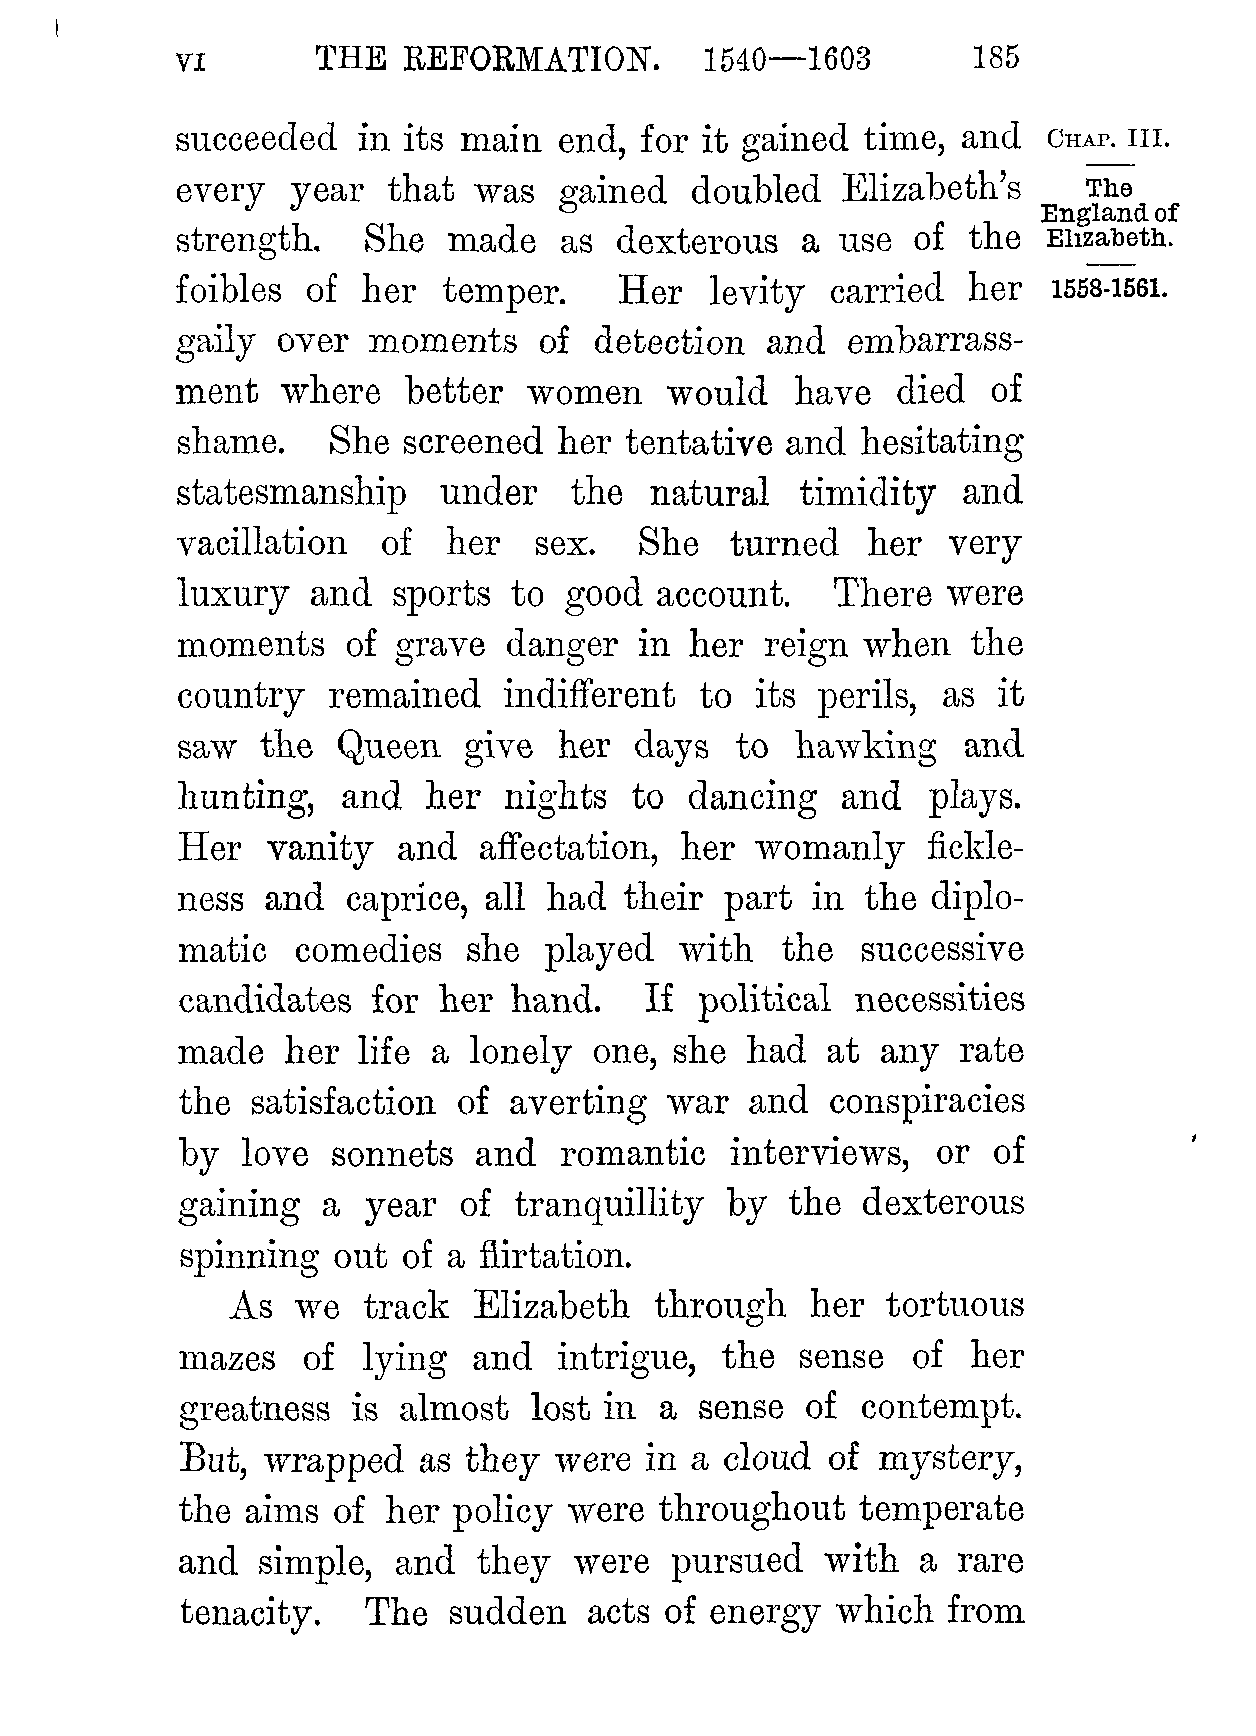 VI THE REFORMATION. 1540—1603 185
succeeded in its main end, for it gained time, and
every year that was gained doubled Elizabeth's
strength. She made as dexterous a use of the
foibles of her temper. Her levity carried her
gaily over moments of detection and embarrass-
ment where better women would have died of
shame. She screened her tentative and hesitating
statesmanship under the natural timidity and
vacillation of her sex. She turned her very
luxury and sports to good account. There were
moments of grave danger in her reign when the
country remained indifferent to its perils, as it
saw the Queen give her days to hawking and
hunting, and her nights to dancing and plays.
Her vanity and affectation, her womanly fickle-
ness and caprice, all had their part in the diplo-
matic comedies she played with the successive
candidates for her hand. If political necessities
made her life a lonely one, she had at any rate
the satisfaction of averting war and conspiracies
by love sonnets and romantic interviews, or of
gaining a year of tranquillity by the dexterous
spinning out of a flirtation.
As we track Elizabeth through her tortuous
mazes of lying and intrigue, the sense of her
greatness is almost lost in a sense of contempt.
But, wrapped as they were in a cloud of mystery,
the aims of her policy were throughout temperate
and simple, and they were pursued with a rare
tenacity. The sudden acts of energy which from
CHAP. III.
The
England of
Elizabeth.
1558-1561.